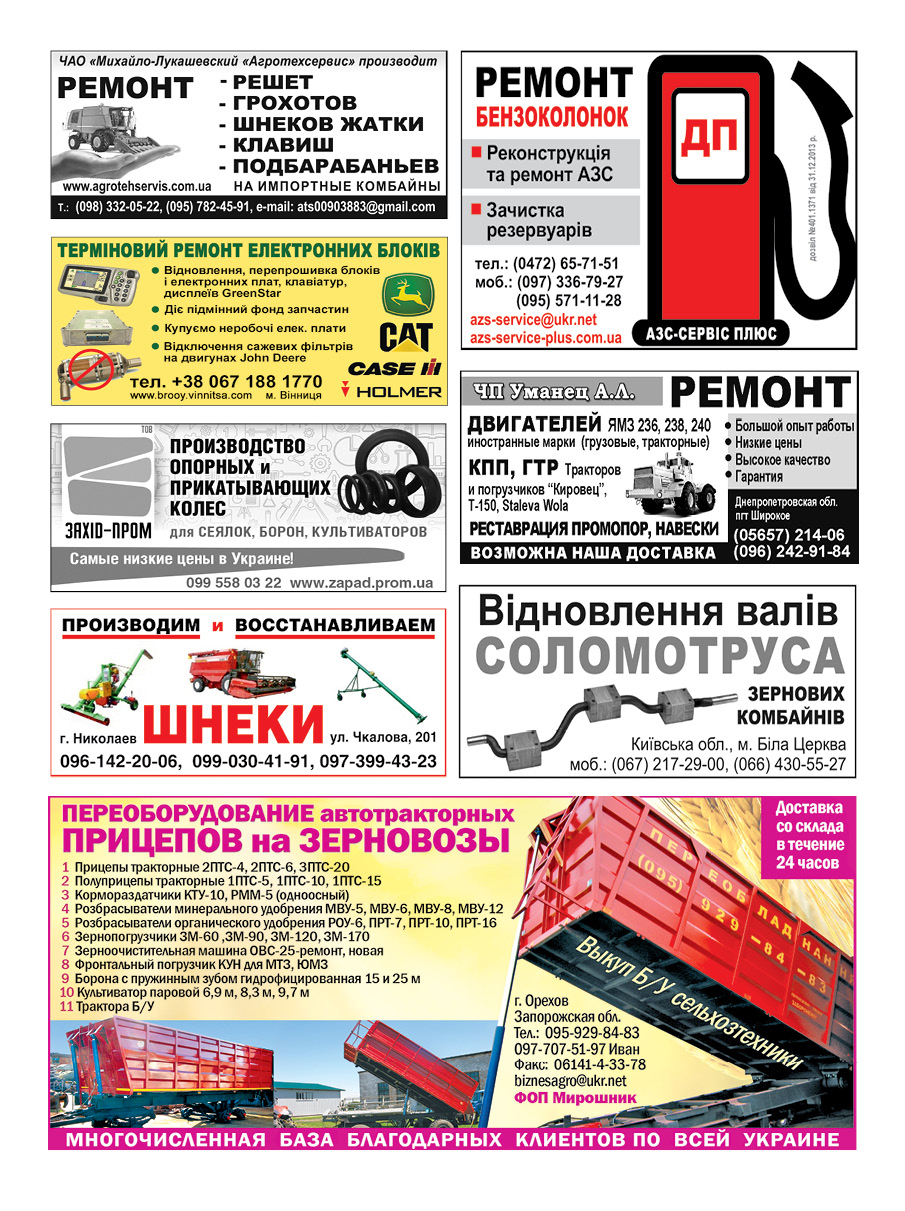 ЧАО «Михайло-Лукашевский «Агротехсервис» производит
РЕМОНТ
- РЕШЕТ
- ГРОХОТОВ
- ШНЕКОВ ЖАТКИ
- КЛАВИШ
- ПОДБАРАБАНЬЕВ
www.agrotehservis.com.ua
НА ИМПОРТНЫЕ КОМБАЙНЫ
Т.: (098) 332-05-22, (095) 782-45-91, e-mail: ats00903883@gmail.com
РЕМОНТ
БЕНЗОКОЛОНОК
Реконструкція
та ремонт АЗС
Зачистка
резервуарів
тел.: (0472) 65-71-51
моб.: (097) 336-79-27
(095) 571-11-28
azs-service@ukr.net
azs-service-plus.com.ua
ДП
АЗС-СЕРВІС ПЛЮС
дозвіл №401.1371 від 31.12.2013 р.
ТЕРМІНОВИЙ РЕМОНТ ЕЛЕКТРОННИХ БЛОКІВ
● Відновлення, перепрошивка блоків
і електронних плат, клавіатур,
дисплеїв GreenStar
● Діє підмінний фонд запчастин
● Купуємо неробочі елек. плати
● Відключення сажевих фільтрів
на двигунах John Deere
тел. +38 067 188 1770
www.brooy.vinnitsa.com м. Вінниця
CAT
CASE IH
HOLMER
ЧП Уманец А.Л.
РЕМОНТ
ДВИГАТЕЛЕЙ ЯМЗ 236, 238, 240
иностранные марки (грузовые, тракторные)
КПП, ГТР Тракторов
и погрузчиков "Кировец",
Т-150, Staleva Wola
РЕСТАВРАЦИЯ ПРОМОПОР, НАВЕСКИ
ВОЗМОЖНА НАША ДОСТАВКА
● Большой опыт работы
● Низкие цены
● Высокое качество
● Гарантия
Днепропетровская обл.
пгт Широкое
(05657) 214-06
(096) 242-91-84
ТОВ
ЗАХІД-ПРОМ
ПРОИЗВОДСТВО
ОПОРНЫХ и
ПРИКАТЫВАЮЩИХ
КОЛЕС
для СЕЯЛОК, БОРОН, КУЛЬТИВАТОРОВ
Самые низкие цены в Украине!
099 558 03 22 www.zapad.prom.ua
ПРОИЗВОДИМ и ВОССТАНАВЛИВАЕМ
ШНЕКИ
г. Николаев
ул. Чкалова, 201
096-142-20-06, 099-030-41-91, 097-399-43-23
Відновлення валів
СОЛОМОТРУСА
ЗЕРНОВИХ
КОМБАЙНІВ
Київська обл., м. Біла Церква
моб.: (067) 217-29-00, (066) 430-55-27
ПЕРЕОБОРУДОВАНИЕ автотракторных
ПРИЦЕПОВ на ЗЕРНОВОЗЫ
1 Прицепы тракторные 2ПТС-4, 2ПТС-6, 3ПТС-20
2 Полуприцепы тракторные 1ПТС-5, 1ПТС-10, 1ПТС-15
3 Кормораздатчики КТУ-10, РММ-5 (одноосный)
4 Розбрасыватели минерального удобрения МВУ-5, МВУ-6, МВУ-8, МВУ-12
5 Розбрасыватели органического удобрения РОУ-6, ПРТ-7, ПРТ-10, ПРТ-16
6 Зернопогрузчики ЗМ-60 ,ЗМ-90, ЗМ-120, ЗМ-170
7 Зерноочистительная машина ОВС-25-ремонт, новая
8 Фронтальный погрузчик КУН для МТЗ, ЮМЗ
9 Борона с пружинным зубом гидрофицированная 15 и 25 м
10 Культиватор паровой 6,9 м, 8,3 м, 9,7 м
11 Трактора Б/У
Доставка
со склада
в течение
24 часов
ПЕРЕОБЛАДНАН
(095) 929-84-83
Выкуп Б/У сельхозтехники
г. Орехов
Запорожская обл.
Тел.: 095-929-84-83
097-707-51-97 Иван
Факс: 06141-4-33-78
biznesagro@ukr.net
ФОП Мирошник
МНОГОЧИСЛЕННАЯ БАЗА БЛАГОДАРНЫХ КЛИЕНТОВ ПО ВСЕЙ УКРАИНЕ